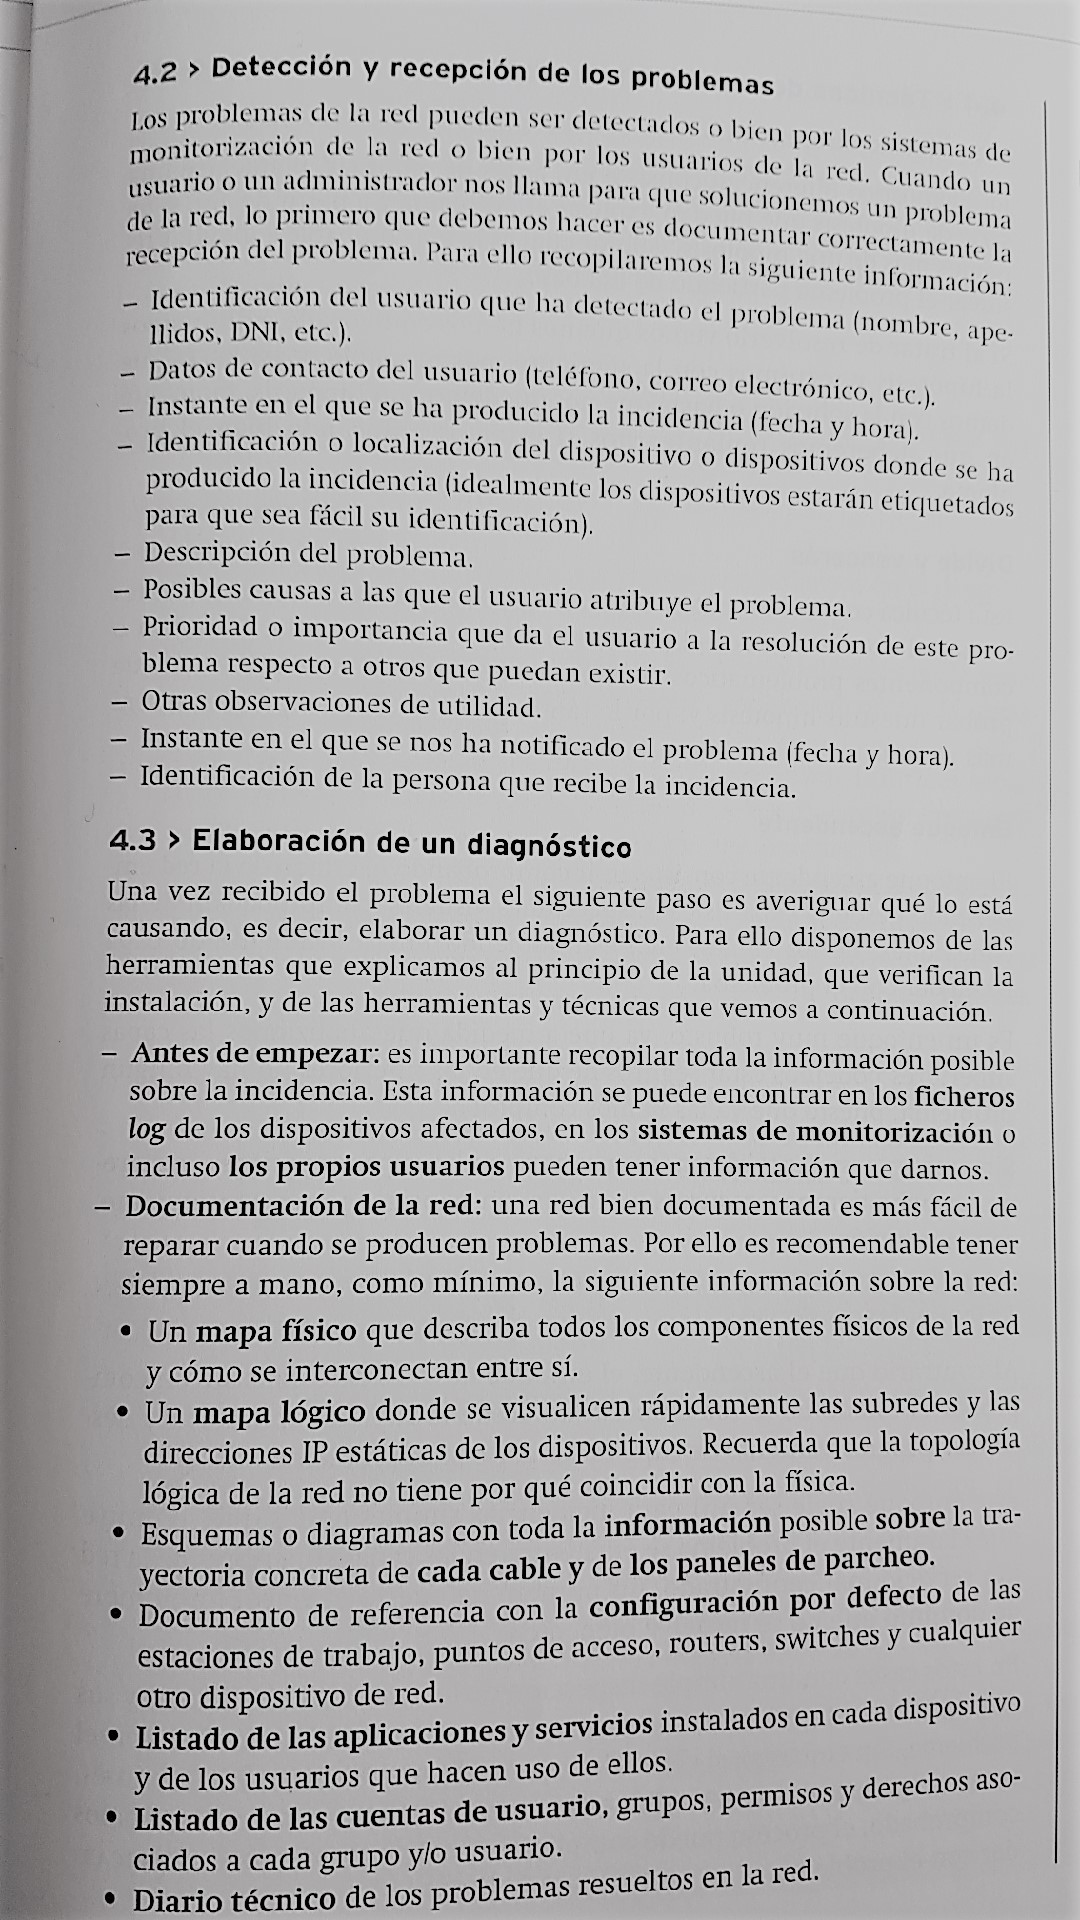 4.2 > Detección y recepción de los problemas
Los problemas de la red pueden ser detectados o bien por los sistemas de
monitorización de la red o bien por los usuarios de la red. Cuando un
usuario o un administrador nos llama para que solucionemos un problema
de la red, lo primero que debemos hacer es documentar correctamente la
recepción del problema. Para ello recopilaremos la siguiente información:
– Identificación del usuario que ha detectado el problema (nombre, ape-
llidos, DNI, etc.).
– Datos de contacto del usuario (teléfono, correo electrónico, etc.).
– Instante en el que se ha producido la incidencia (fecha y hora).
– Identificación o localización del dispositivo o dispositivos donde se ha
producido la incidencia (idealmente los dispositivos estarán etiquetados
para que sea fácil su identificación).
– Descripción del problema.
– Posibles causas a las que el usuario atribuye el problema.
– Prioridad o importancia que da el usuario a la resolución de este pro-
blema respecto a otros que puedan existir.
– Otras observaciones de utilidad.
– Instante en el que se nos ha notificado el problema (fecha y hora).
– Identificación de la persona que recibe la incidencia.
4.3 > Elaboración de un diagnóstico
Una vez recibido el problema el siguiente paso es averiguar qué lo está
causando, es decir, elaborar un diagnóstico. Para ello disponemos de las
herramientas que explicamos al principio de la unidad, que verifican la
instalación, y de las herramientas y técnicas que vemos a continuación.
– Antes de empezar: es importante recopilar toda la información posible
sobre la incidencia. Esta información se puede encontrar en los ficheros
log de los dispositivos afectados, en los sistemas de monitorización o
incluso los propios usuarios pueden tener información que darnos.
– Documentación de la red: una red bien documentada es más fácil de
reparar cuando se producen problemas. Por ello es recomendable tener
siempre a mano, como mínimo, la siguiente información sobre la red:
• Un mapa físico que describa todos los componentes físicos de la red
y cómo se interconectan entre sí.
• Un mapa lógico donde se visualicen rápidamente las subredes y las
direcciones IP estáticas de los dispositivos. Recuerda que la topología
lógica de la red no tiene por qué coincidir con la física.
• Esquemas o diagramas con toda la información posible sobre la tra-
yectoria concreta de cada cable y de los paneles de parcheo.
• Documento de referencia con la configuración por defecto de las
estaciones de trabajo, puntos de acceso, routers, switches y cualquier
otro dispositivo de red.
• Listado de las aplicaciones y servicios instalados en cada dispositivo
y de los usuarios que hacen uso de ellos.
• Listado de las cuentas de usuario, grupos, permisos y derechos aso-
ciados a cada grupo y/o usuario.
• Diario técnico de los problemas resueltos en la red.